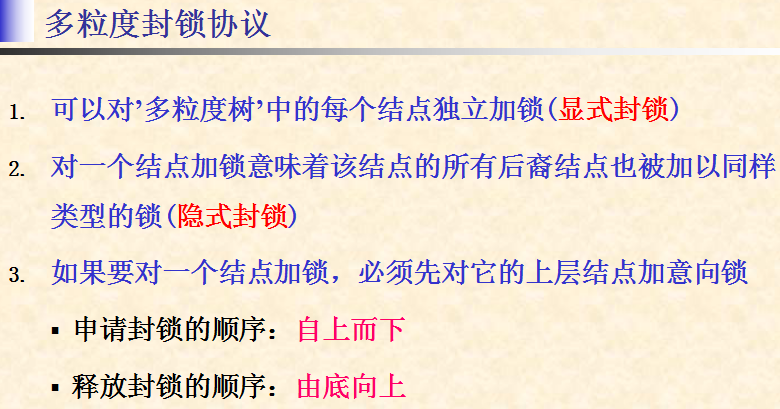 多粒度封锁协议
1. 可以对’多粒度树’中的每个结点独立加锁(显式封锁)
2. 对一个结点加锁意味着该结点的所有后裔结点也被加以同样
类型的锁(隐式封锁)
3. 如果要对一个结点加锁，必须先对它的上层结点加意向锁
▪ 申请封锁的顺序：自上而下
▪ 释放封锁的顺序：由底向上